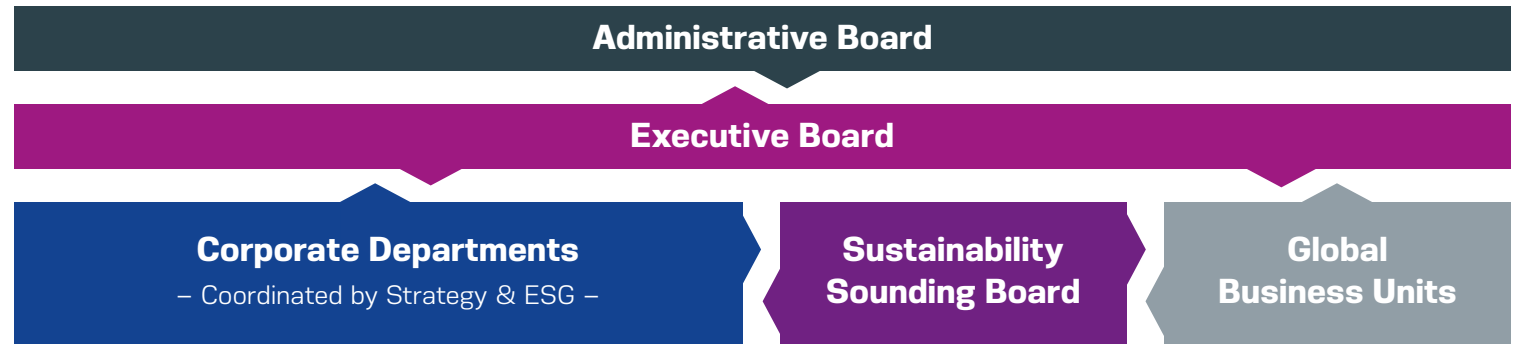 Administrative Board
Executive Board
Corporate Departments
– Coordinated by Strategy & ESG –
Sustainability
Sounding Board
Global
Business Units